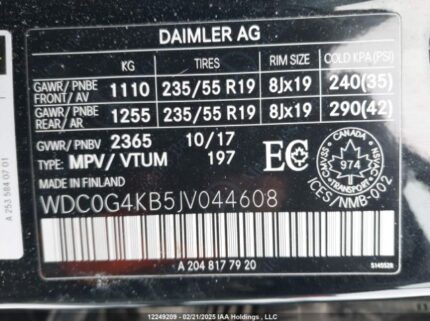 DAIMLER AG
KG TIRES RIM SIZE COLD KPA(PSI)
GAWR/PNBE FRONT/AV 1110 235/55 R19 8Jx19 240(35)
GAWR/PNBE REAR/AR 1255 235/55 R19 8Jx19 290(42)
GVWR/PNBV 2365 10/17
TYPE: MPV/VTUM 197
EC
CANADA
974
TRANSPORT
ICES/NMB-002
MADE IN FINLAND
WDC0G4KB5JV044608
A 204 817 79 20
S14552B
A 253 584 07 01
12249209 - 02/21/2025 IAA Holdings, LLC